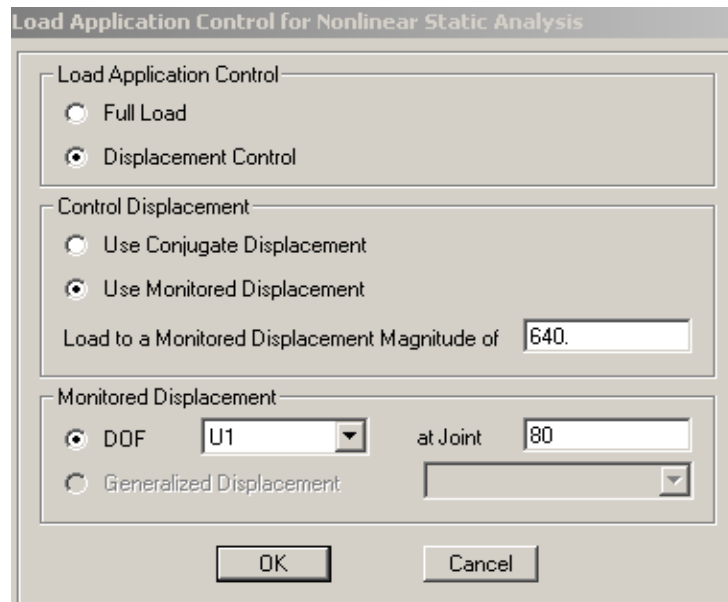 Load Application Control for Nonlinear Static Analysis
Load Application Control
Full Load
Displacement Control
Control Displacement
Use Conjugate Displacement
Use Monitored Displacement
Load to a Monitored Displacement Magnitude of 640.
Monitored Displacement
DOF U1 at Joint 80
Generalized Displacement
OK Cancel